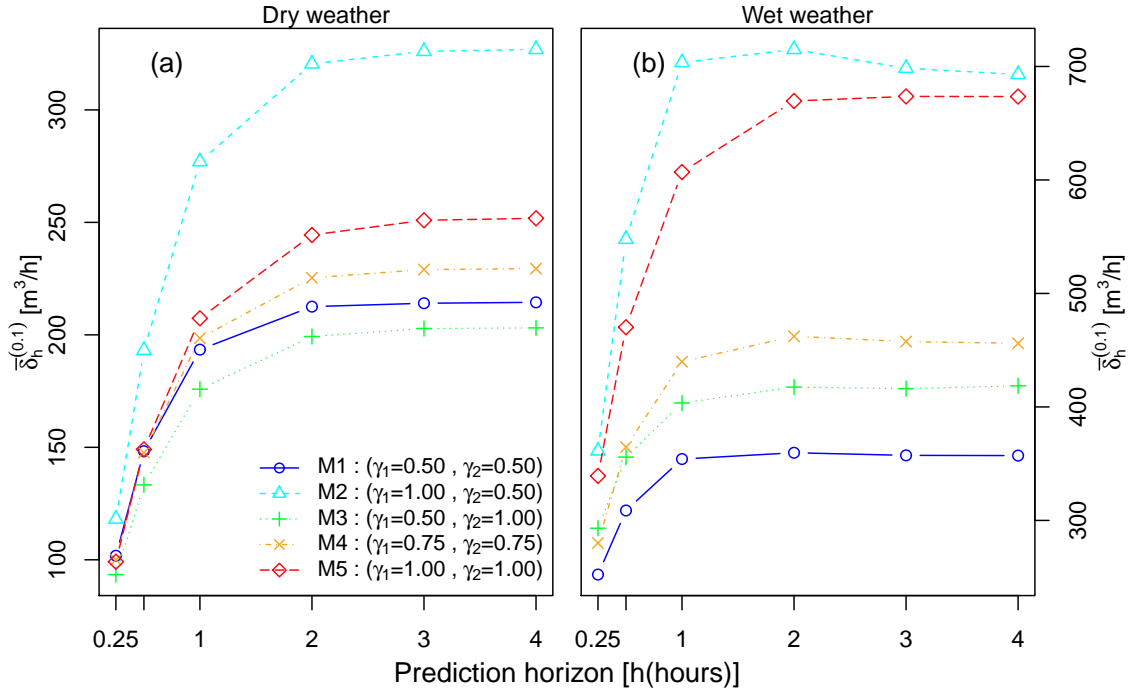 Dry weather
Wet weather
(a)
(b)
300
250
200
150
100
700
600
500
400
300
δ̅ₕ⁽⁰·¹⁾ [m³/h]
δ̅ₕ⁽⁰·¹⁾ [m³/h]
M1 : (γ₁=0.50 , γ₂=0.50)
M2 : (γ₁=1.00 , γ₂=0.50)
M3 : (γ₁=0.50 , γ₂=1.00)
M4 : (γ₁=0.75 , γ₂=0.75)
M5 : (γ₁=1.00 , γ₂=1.00)
0.25 1 2 3 4
0.25 1 2 3 4
Prediction horizon [h(hours)]